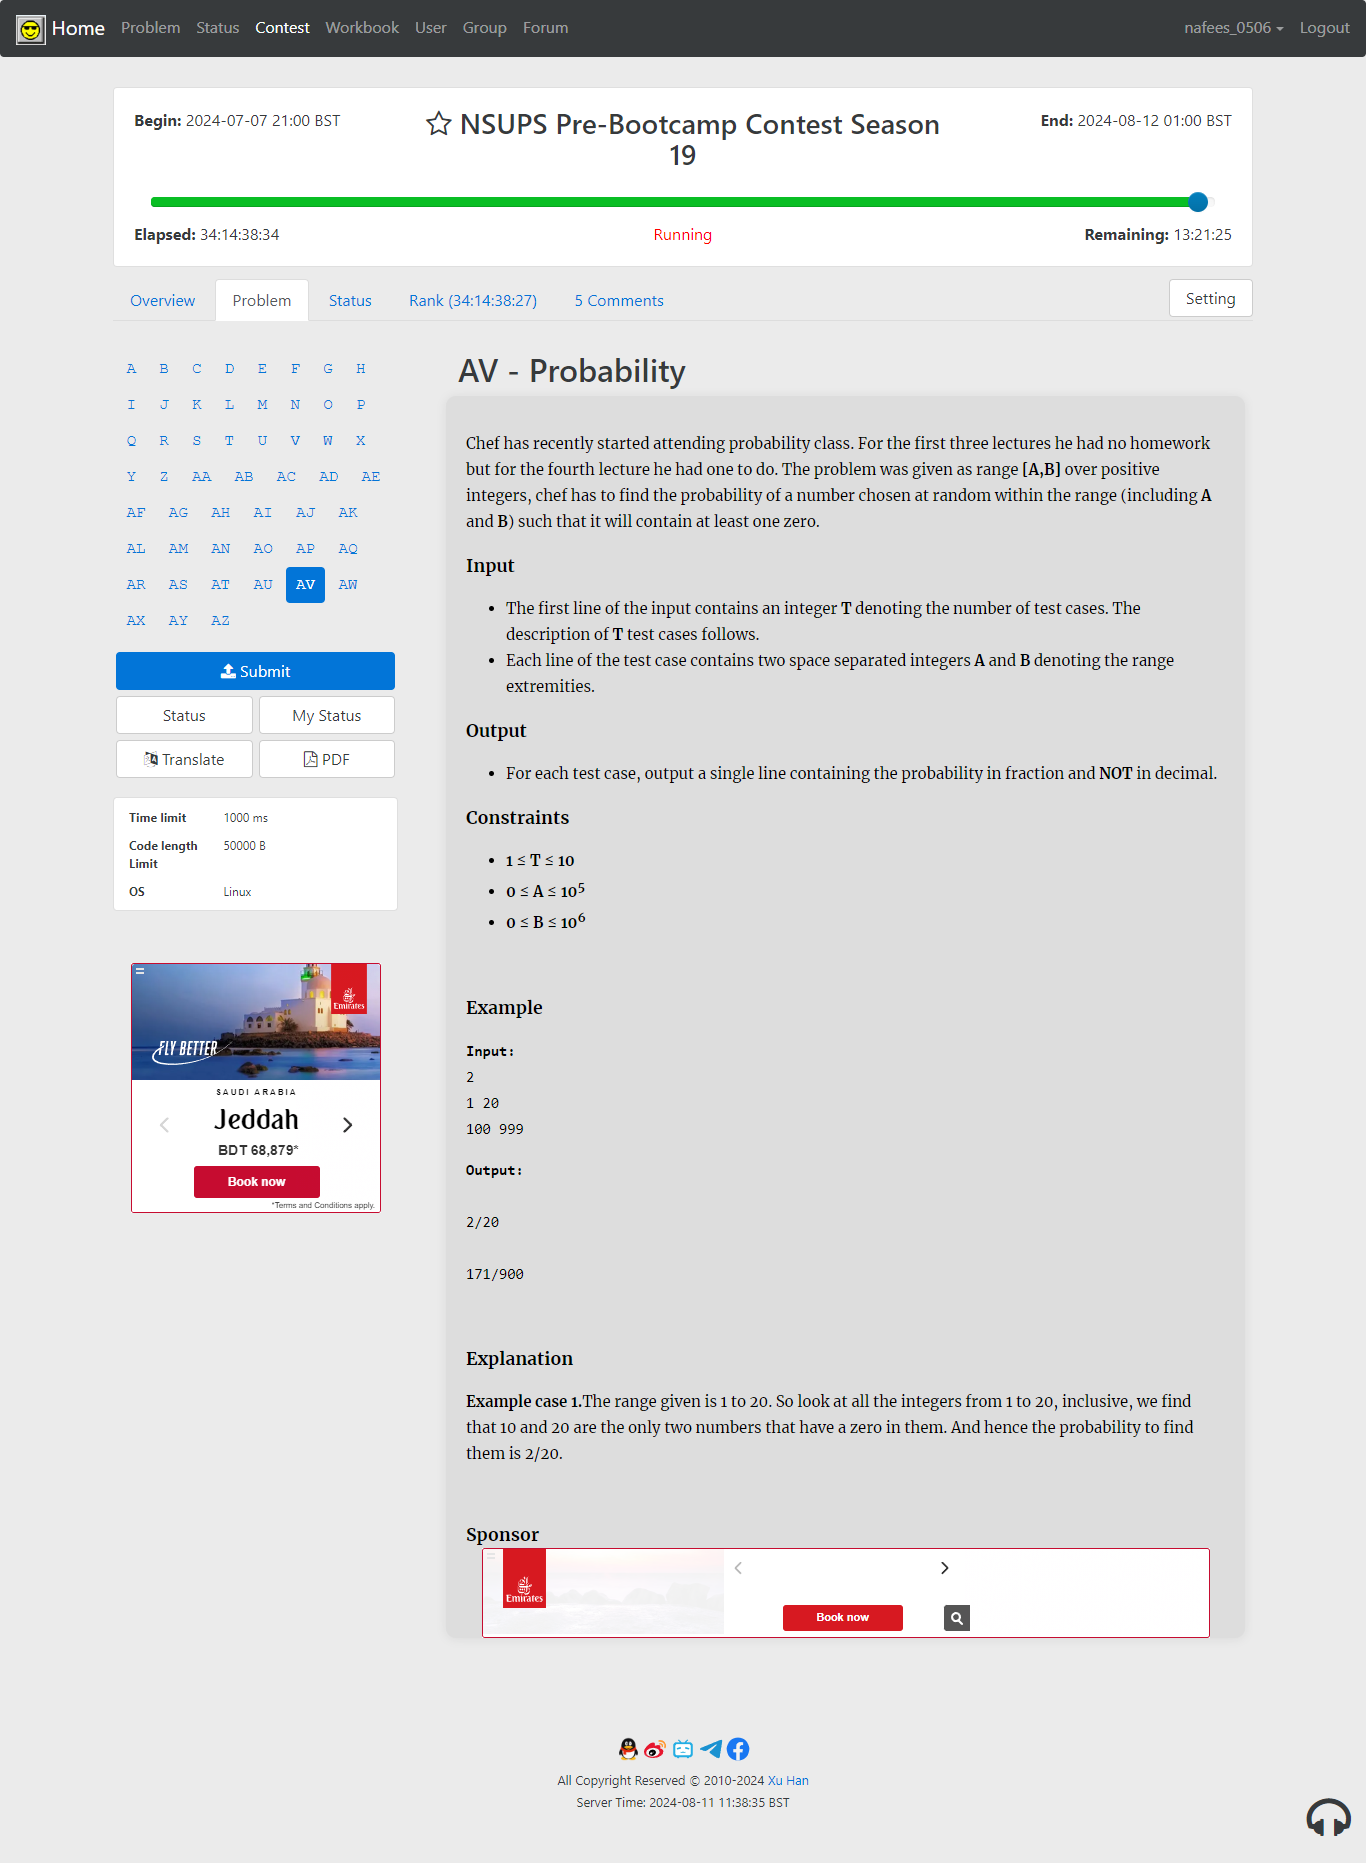 Home Problem Status Contest Workbook User Group Forum nafees_0506 Logout
Begin: 2024-07-07 21:00 BST
NSUPS Pre-Bootcamp Contest Season
19
End: 2024-08-12 01:00 BST
Elapsed: 34:14:38:34
Running
Remaining: 13:21:25
Overview Problem Status Rank (34:14:38:27) 5 Comments Setting
A B C D E F G H
I J K L M N O P
Q R S T U V W X
Y Z AA AB AC AD AE
AF AG AH AI AJ AK
AL AM AN AO AP AQ
AR AS AT AU AV AW
AX AY AZ
Submit
Status My Status
Translate PDF
Time limit 1000 ms
Code length 50000 B
Limit
OS Linux
Emirates
FLY BETTER
SAUDI ARABIA
Jeddah
BDT 68,879*
Book now
*Terms and Conditions apply.
AV - Probability
Chef has recently started attending probability class. For the first three lectures he had no homework
but for the fourth lecture he had one to do. The problem was given as range [A,B] over positive
integers, chef has to find the probability of a number chosen at random within the range (including A
and B) such that it will contain at least one zero.
Input
• The first line of the input contains an integer T denoting the number of test cases. The
description of T test cases follows.
• Each line of the test case contains two space separated integers A and B denoting the range
extremities.
Output
• For each test case, output a single line containing the probability in fraction and NOT in decimal.
Constraints
• 1 ≤ T ≤ 10
• 0 ≤ A ≤ 10⁵
• 0 ≤ B ≤ 10⁶
Example
Input:
2
1 20
100 999
Output:
2/20
171/900
Explanation
Example case 1.The range given is 1 to 20. So look at all the integers from 1 to 20, inclusive, we find
that 10 and 20 are the only two numbers that have a zero in them. And hence the probability to find
them is 2/20.
Sponsor
Emirates
Book now
All Copyright Reserved © 2010-2024 Xu Han
Server Time: 2024-08-11 11:38:35 BST